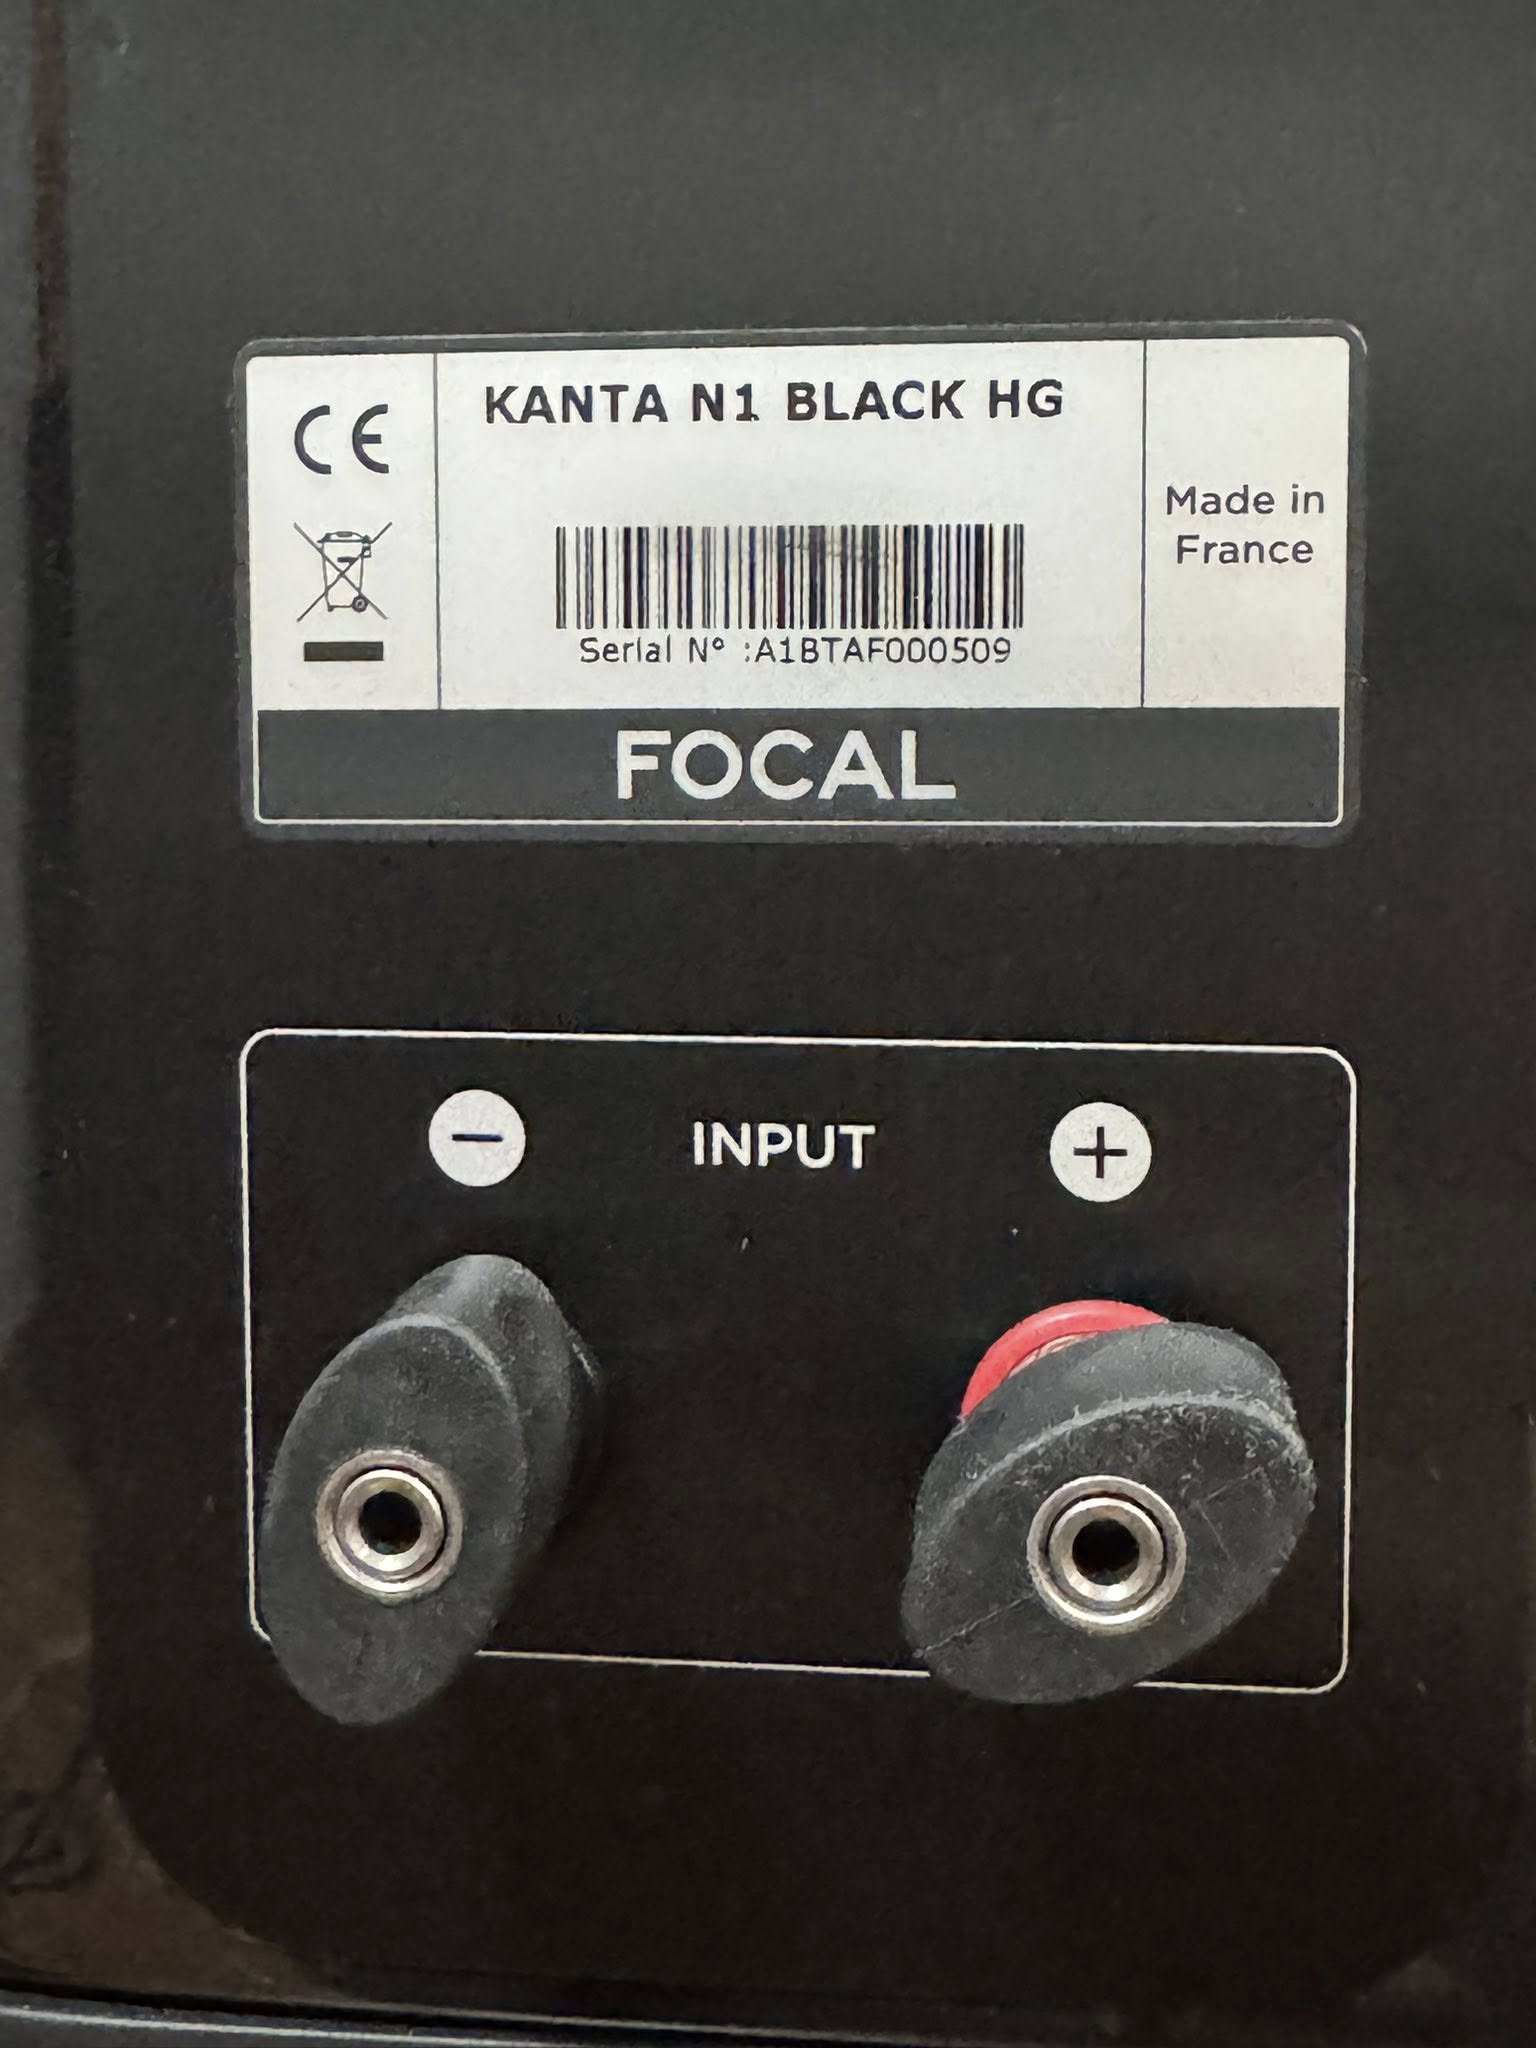 CE
KANTA N1 BLACK HG
Serial N° :A1BTAF000509
Made in
France
FOCAL
− INPUT +